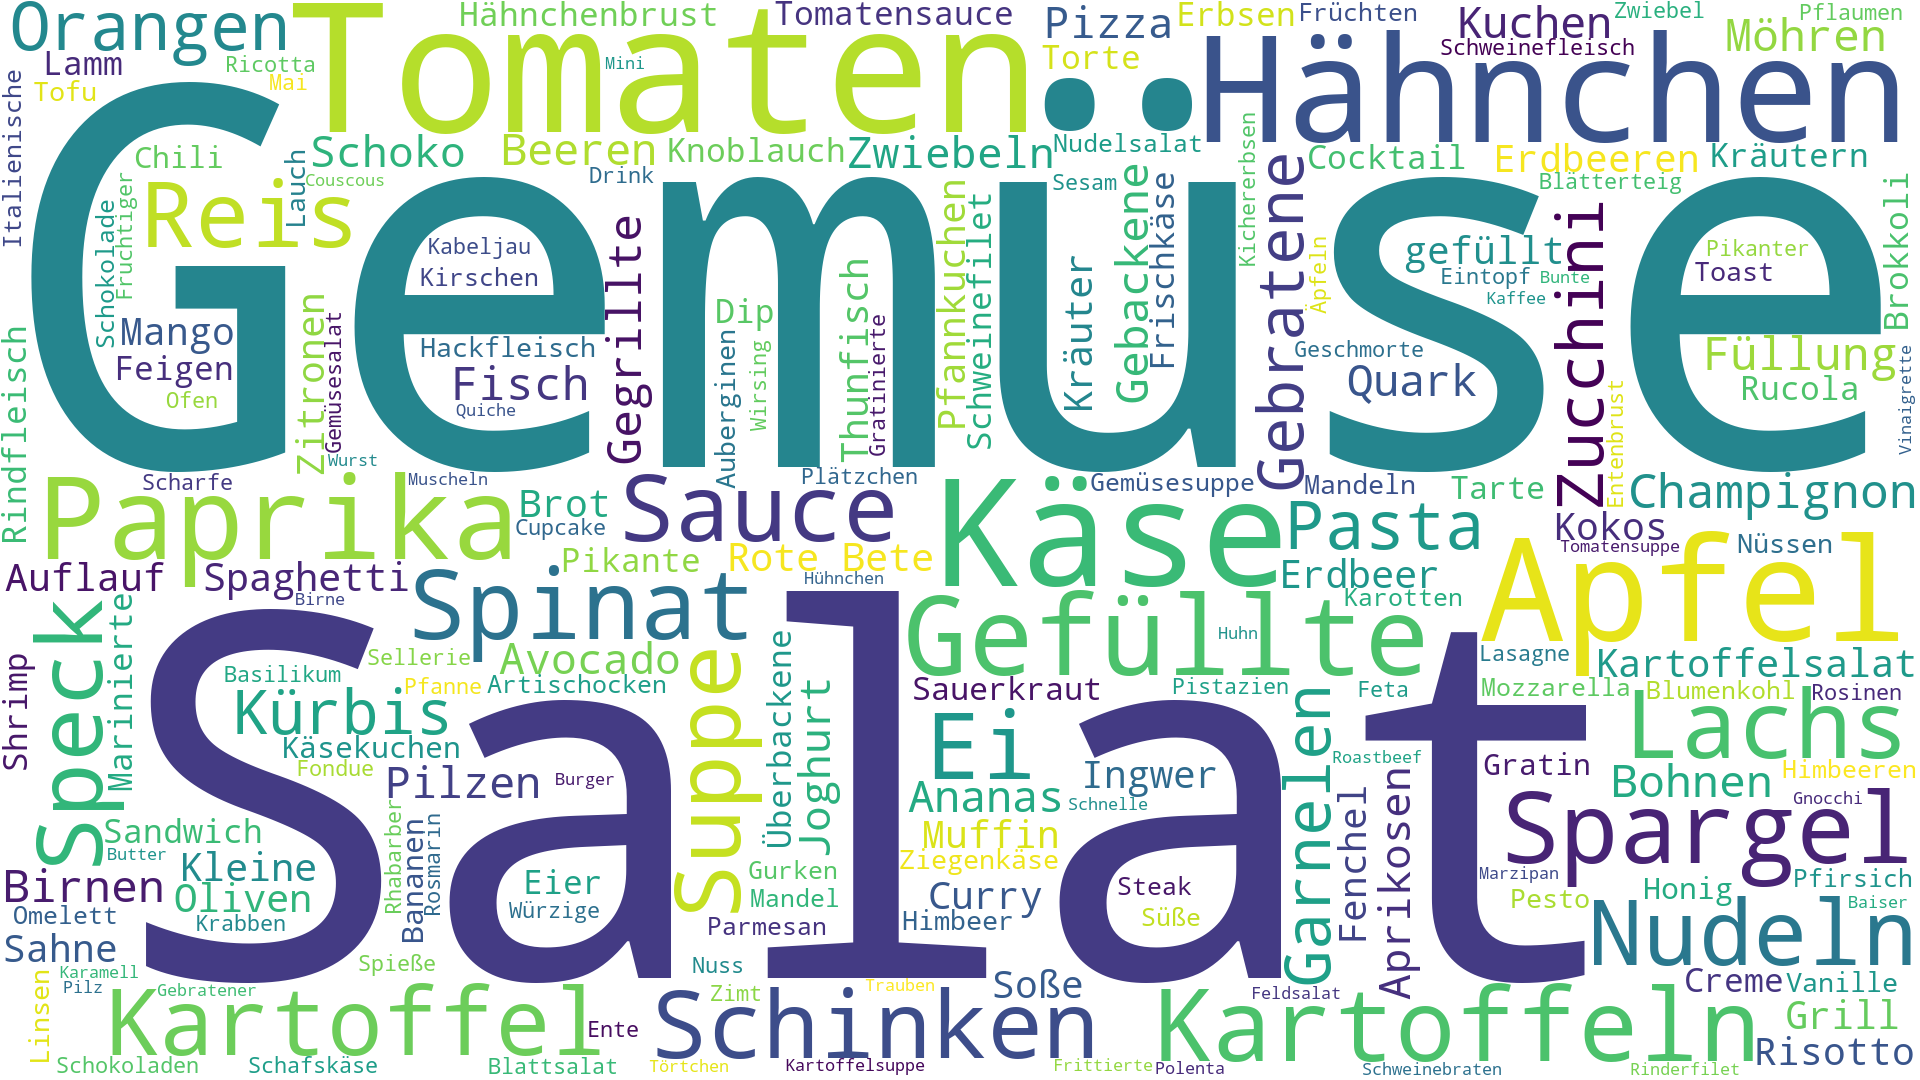 Orangen
Tomaten
Hähnchenbrust
Tomatensauce
Pizza
Erbsen
Früchten
Kuchen
Zwiebel
Pflaumen
Lamm
Ricotta
Mini
Torte
Hähnchen
Schweinefleisch
Möhren
Tofu
Mai
Italienische
Gemüse
Chili
Lauch
Schoko
Couscous
Beeren
Knoblauch
Zwiebeln
Nudelsalat
Kichererbsen
Cocktail
Erdbeeren
Kräutern
Drink
Sesam
Blätterteig
Schokolade
Fruchtiger
Reis
Kabeljau
Kirschen
Gegrillte
Dip
Thunfisch
Pfannkuchen
Schweinefilet
Kräuter
Gebackene
Frischkäse
Gebratene
Äpfeln
gefüllt
Eintopf
Bunte
Kaffee
Zucchini
Pikanter
Toast
Brokkoli
Mango
Feigen
Ofen
Zitronen
Gemüsesalat
Wurst
Hackfleisch
Fisch
Quiche
Auberginen
Wirsing
Gratinierte
Geschmorte
Quark
Füllung
Rucola
Entenbrust
Vinaigrette
Rindfleisch
Scharfe
Muscheln
Plätzchen
Paprika
Brot
Cupcake
Sauce
Käse
Gemüsesuppe
Mandeln
Tarte
Champignon
Pasta
Kokos
Tomatensuppe
Nüssen
Pikante
Rote Bete
Auflauf
Spaghetti
Birne
Spinat
Hühnchen
Erdbeer
Karotten
Apfel
Speck
Marinierte
Gefüllte
Huhn
Lasagne
Kartoffelsalat
Salat
Shrimp
Basilikum
Sellerie
Pfanne
Avocado
Artischocken
Suppe
Überbackene
Joghurt
Sauerkraut
Pistazien
Feta
Mozzarella
Blumenkohl
Rosinen
Kürbis
Käsekuchen
Fondue
Pilzen
Burger
Ei
Ingwer
Garnelen
Roastbeef
Gratin
Lachs
Bohnen
Himbeeren
Ananas
Schnelle
Gnocchi
Sandwich
Butter
Rhabarber
Rosmarin
Bananen
Muffin
Ziegenkäse
Fenchel
Aprikosen
Spargel
Birnen
Kleine
Oliven
Eier
Würzige
Gurken
Mandel
Curry
Steak
Süße
Marzipan
Honig
Pfirsich
Pesto
Baiser
Omelett
Krabben
Parmesan
Himbeer
Nudeln
Sahne
Spieße
Nuss
Linsen
Karamell
Pilz
Gebratener
Zimt
Trauben
Soße
Feldsalat
Creme
Vanille
Kartoffel
Ente
Schinken
Kartoffeln
Grill
Risotto
Schokoladen
Schafskäse
Blattsalat
Törtchen
Kartoffelsuppe
Frittierte
Polenta
Schweinebraten
Rinderfilet